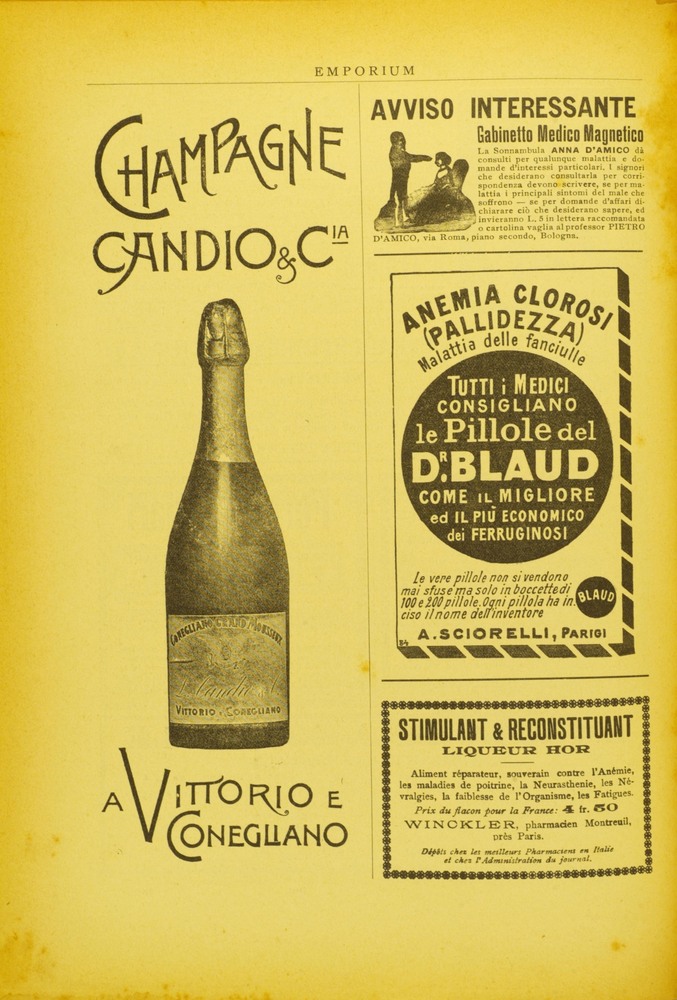 EMPORIUM
CHAMPAGNE
CANDIO & CIA
CONEGLIANO GRAND MOUSSEUX
VITTORIO - CONEGLIANO
A VITTORIO E
CONEGLIANO
AVVISO INTERESSANTE
Gabinetto Medico Magnetico
La Sonnambula ANNA D'AMICO dà
consulti per qualunque malattia e do-
mande d'interessi particolari. I signori
che desiderano consultarla per corri-
spondenza devono scrivere, se per ma-
lattia i principali sintomi del male che
soffrono — se per domande d'affari di-
chiarare ciò che desiderano sapere, ed
invieranno L. 5 in lettera raccomandata
o cartolina vaglia al professor PIETRO
D'AMICO, via Roma, piano secondo, Bologna.
ANEMIA CLOROSI
(PALLIDEZZA)
Malattia delle fanciulle
TUTTI i MEDICI
CONSIGLIANO
le Pillole del
DR. BLAUD
COME IL MIGLIORE
ed IL PIÙ ECONOMICO
dei FERRUGINOSI
Le vere pillole non si vendono
mai sfuse ma solo in boccette di
100 e 200 pillole. Ogni pillola ha in-
ciso il nome dell'inventore
BLAUD
A. SCIORELLI, PARIGI
84
STIMULANT & RECONSTITUANT
LIQUEUR HOR
Aliment réparateur, souverain contre l'Anémie,
les maladies de poitrine, la Neurasthenie, les Né-
vralgies, la faiblesse de l'Organisme, les Fatigues.
Prix du flacon pour la France: 4 fr. 50
WINCKLER, pharmacien Montreuil,
près Paris.
Dépôts chez les meilleurs Pharmaciens en Italie
et chez l'Administration du journal.